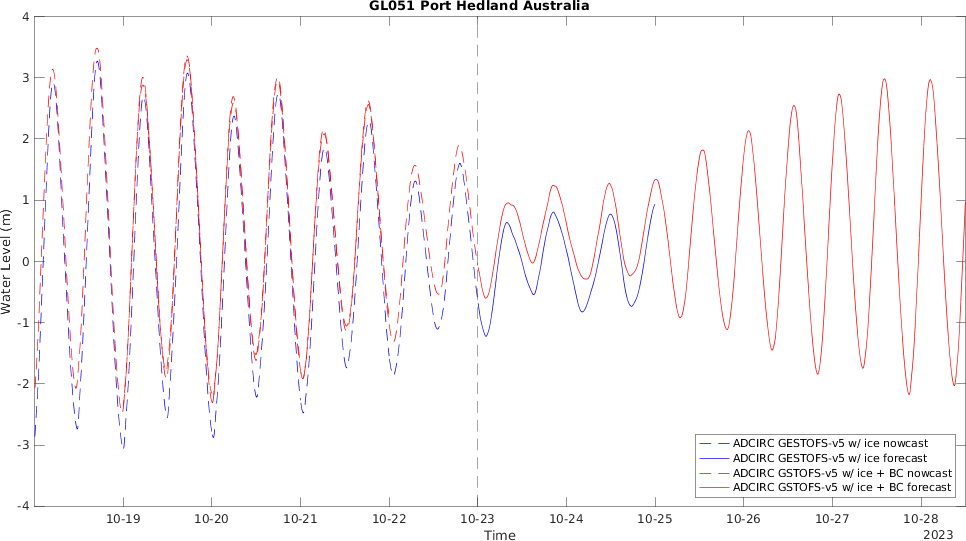 GL051 Port Hedland Australia
4
3
2
1
0
-1
-2
-3
-4
Water Level (m)
10-19 10-20 10-21 10-22 10-23 10-24 10-25 10-26 10-27 10-28
Time
2023
ADCIRC GESTOFS-v5 w/ ice nowcast
ADCIRC GESTOFS-v5 w/ ice forecast
ADCIRC GSTOFS-v5 w/ ice + BC nowcast
ADCIRC GSTOFS-v5 w/ ice + BC forecast